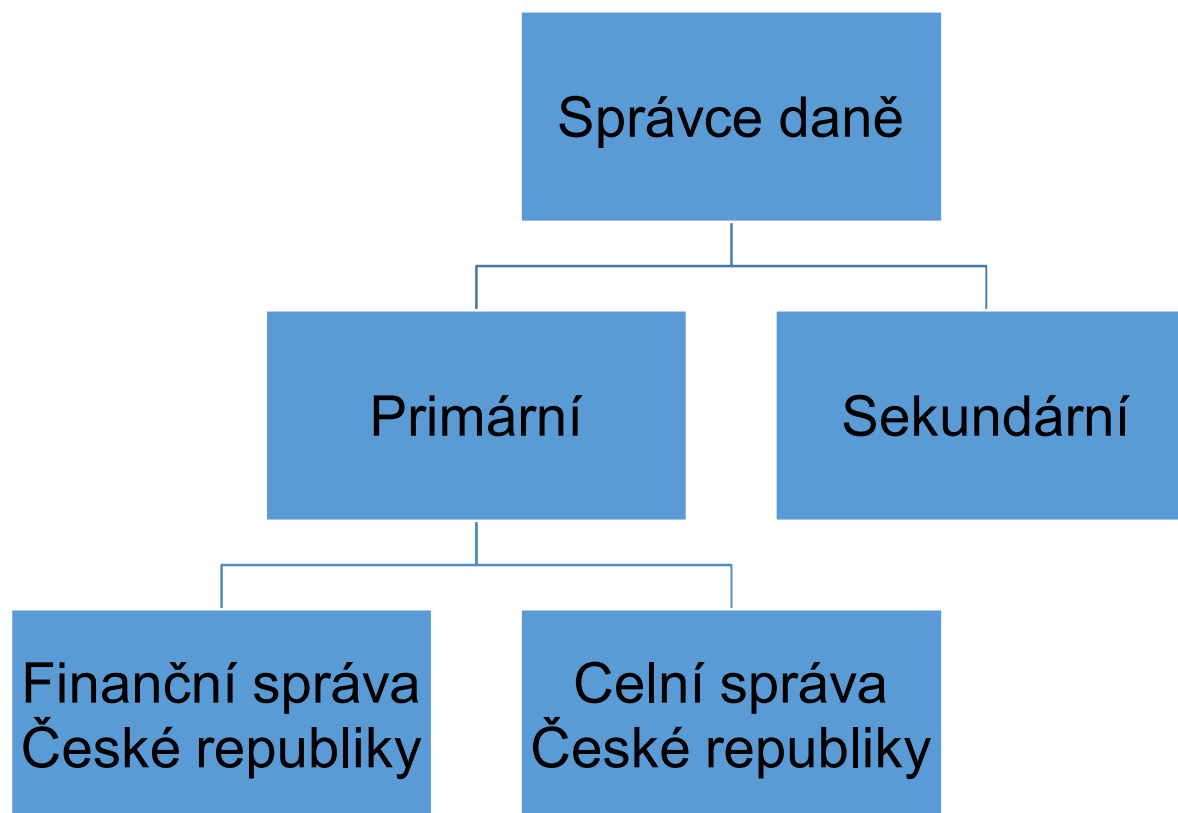 Správce daně
Primární
Sekundární
Finanční správa
České republiky
Celní správa
České republiky